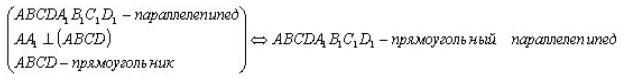 ABCDA₁B₁C₁D₁ – параллелепипед
AA₁ ⊥ (ABCD)
ABCD – прямоугольник
⇔ ABCDA₁B₁C₁D₁ – прямоугольный параллелепипед